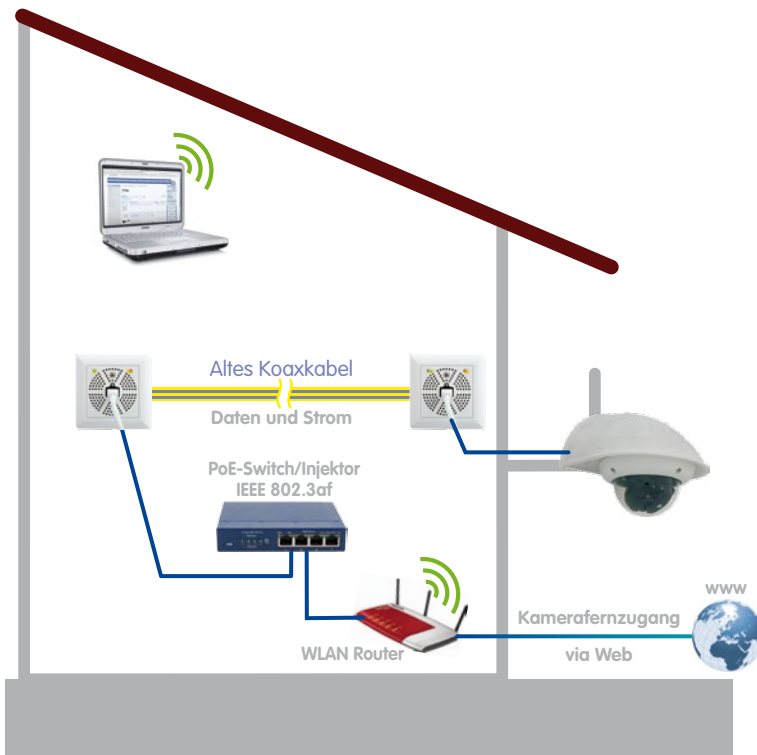 Altes Koaxkabel
Daten und Strom
PoE-Switch/Injektor
IEEE 802.3af
WLAN Router
Kamerafernzugang
via Web
www